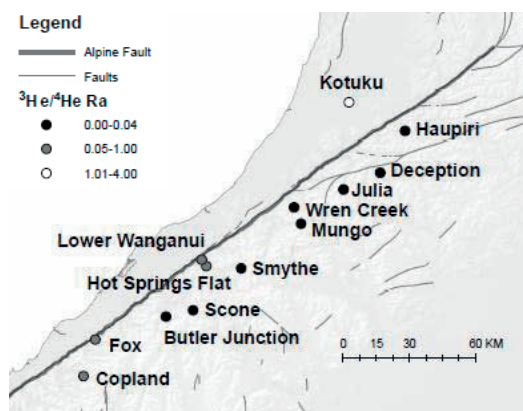 Legend
Alpine Fault
Faults
³He/⁴He Ra
0.00-0.04
0.05-1.00
1.01-4.00
Kotuku
Haupiri
Deception
Julia
Wren Creek
Mungo
Lower Wanganui
Smythe
Hot Springs Flat
Scone
Butler Junction
Fox
Copland
0 15 30 60 KM